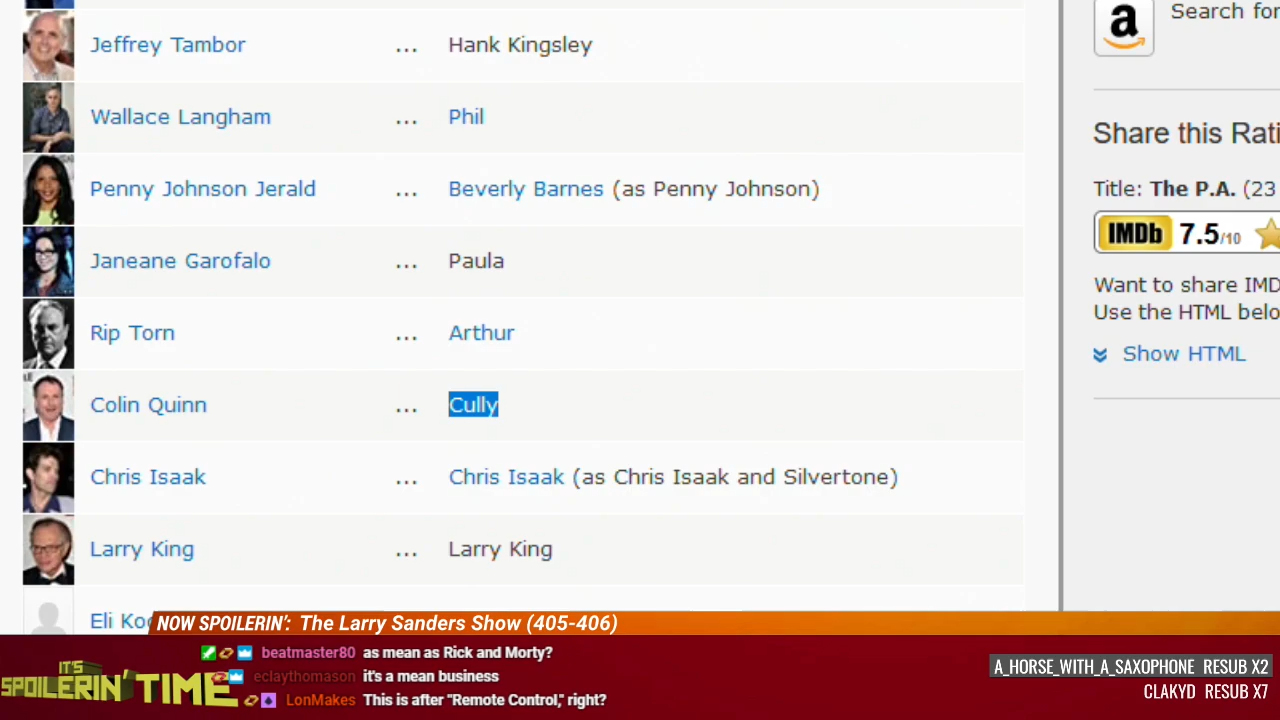 Jeffrey Tambor ... Hank Kingsley
Wallace Langham ... Phil
Penny Johnson Jerald ... Beverly Barnes (as Penny Johnson)
Janeane Garofalo ... Paula
Rip Torn ... Arthur
Colin Quinn ... Cully
Chris Isaak ... Chris Isaak (as Chris Isaak and Silvertone)
Larry King ... Larry King
Eli
a
Search for
Share this
Title: The P.A. (23
IMDb 7.5/10
Want to share
Use the HTML
Show HTML
NOW SPOILERIN': The Larry Sanders Show (405-406)
IT'S
SPOILERIN' TIME
beatmaster80 as mean as Rick and Morty?
eclaythomason it's a mean business
LonMakes This is after "Remote Control," right?
A_HORSE_WITH_A_SAXOPHONE RESUB X2
CLAKYD RESUB X7